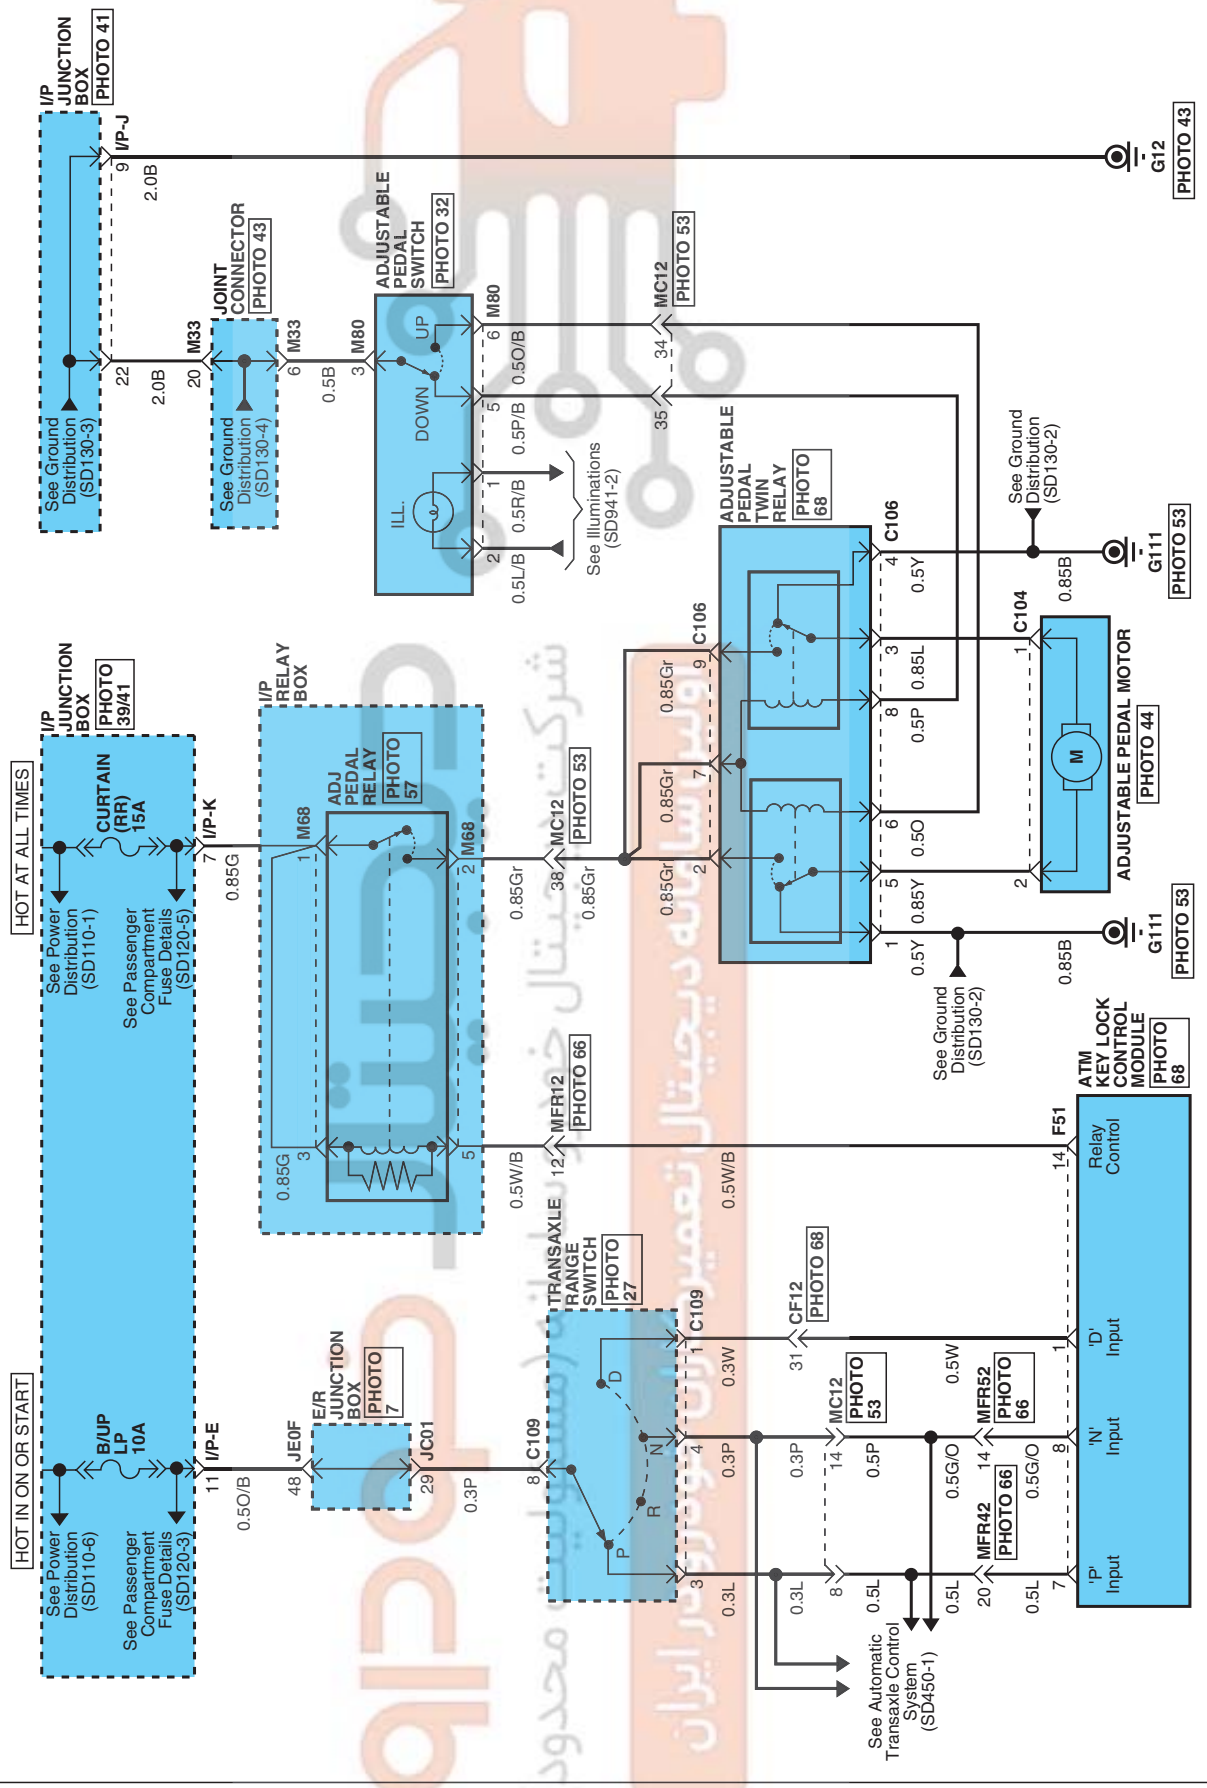 HOT IN ON OR START
HOT AT ALL TIMES
I/P
JUNCTION
BOX
PHOTO
39/41
I/P
JUNCTION
BOX
PHOTO 41
See Power
Distribution
(SD110-6)
B/UP
LP
10A
See Passenger
Compartment
Fuse Details
(SD120-3)
11
I/P-E
0.5O/B
See Power
Distribution
(SD110-1)
CURTAIN
(RR)
15A
See Passenger
Compartment
Fuse Details
(SD120-5)
7
I/P-K
0.85G
See Ground
Distribution
(SD130-3)
22
9
I/P-J
2.0B
2.0B
20
M33
See Ground
Distribution
(SD130-4)
JOINT
CONNECTOR
PHOTO 43
6
M33
0.5B
3
M80
48
JE0F
E/R
JUNCTION
BOX
PHOTO
7
29
JC01
0.3P
8
C109
I/P
RELAY
BOX
0.85G
3
1
M68
ADJ
PEDAL
RELAY
PHOTO
57
5
2
M68
0.5W/B
12
MFR12
PHOTO 66
0.5W/B
0.85Gr
38
MC12
PHOTO 53
0.85Gr
ADJUSTABLE
PEDAL
SWITCH
PHOTO 32
ILL.
DOWN
UP
2
1
5
6
M80
0.5L/B
0.5R/B
0.5P/B
0.5O/B
See Illuminations
(SD941-2)
35
34
MC12
PHOTO 53
TRANSAXLE
RANGE
SWITCH
PHOTO
27
P
R
N
D
3
4
1
C109
0.3L
0.3P
0.3W
0.3L
0.3P
31
CF12
PHOTO 68
8
14
MC12
PHOTO
53
0.5L
0.5P
0.5W
See Automatic
Transaxle Control
System
(SD450-1)
0.5L
0.5G/O
20
MFR42
PHOTO 66
14
MFR52
PHOTO
66
0.5L
0.5G/O
7
8
1
14
F51
'P'
Input
'N'
Input
'D'
Input
Relay
Control
ATM
KEY LOCK
CONTROL
MODULE
PHOTO
68
0.85Gr
0.85Gr
0.85Gr
2
7
9
C106
ADJUSTABLE
PEDAL
TWIN
RELAY
PHOTO
68
1
5
6
8
3
4
C106
0.5Y
0.85Y
0.5O
0.5P
0.85L
0.5Y
See Ground
Distribution
(SD130-2)
See Ground
Distribution
(SD130-2)
0.85B
0.85B
2
1
C104
M
ADJUSTABLE PEDAL MOTOR
PHOTO 44
G111
PHOTO 53
G111
PHOTO 53
G12
PHOTO 43